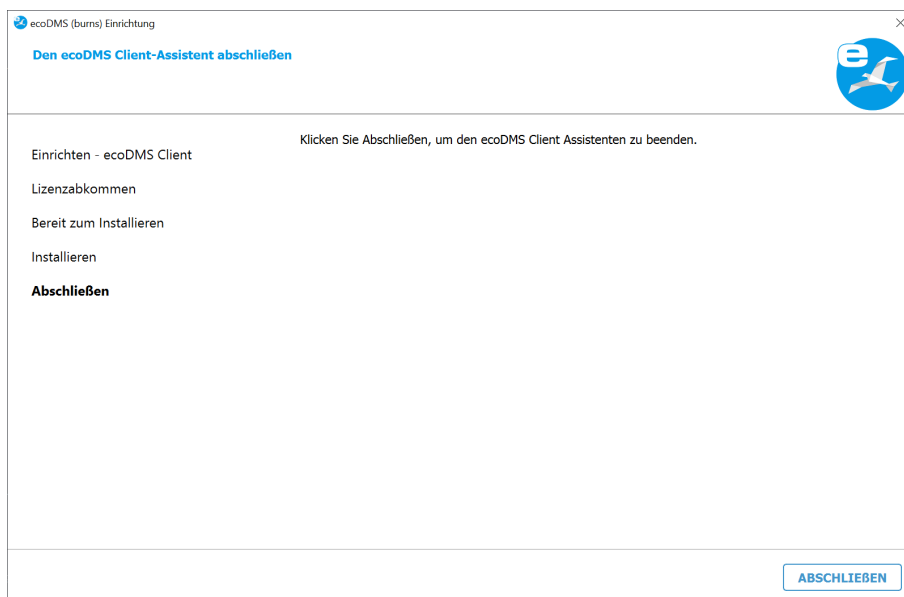 ecoDMS (burns) Einrichtung
Den ecoDMS Client-Assistent abschließen
e
Klicken Sie Abschließen, um den ecoDMS Client Assistenten zu beenden.
Einrichten - ecoDMS Client
Lizenzabkommen
Bereit zum Installieren
Installieren
Abschließen
ABSCHLIEßEN